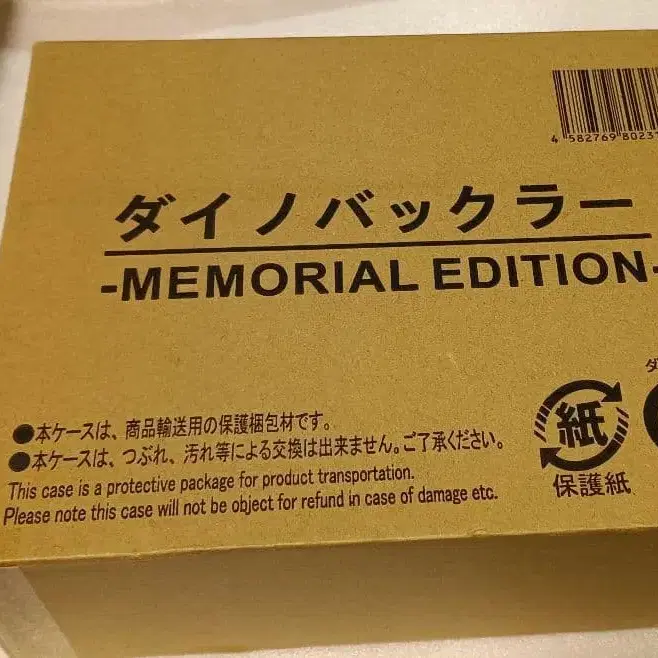 4 582769 8023
ダイノバックラー
-MEMORIAL EDITION-
●本ケースは、商品輸送用の保護梱包材です。
●本ケースは、つぶれ、汚れ等による交換は出来ません。ご了承ください。
This case is a protective package for product transportation.
Please note this case will not be object for refund in case of damage etc.
紙
保護紙
ダ